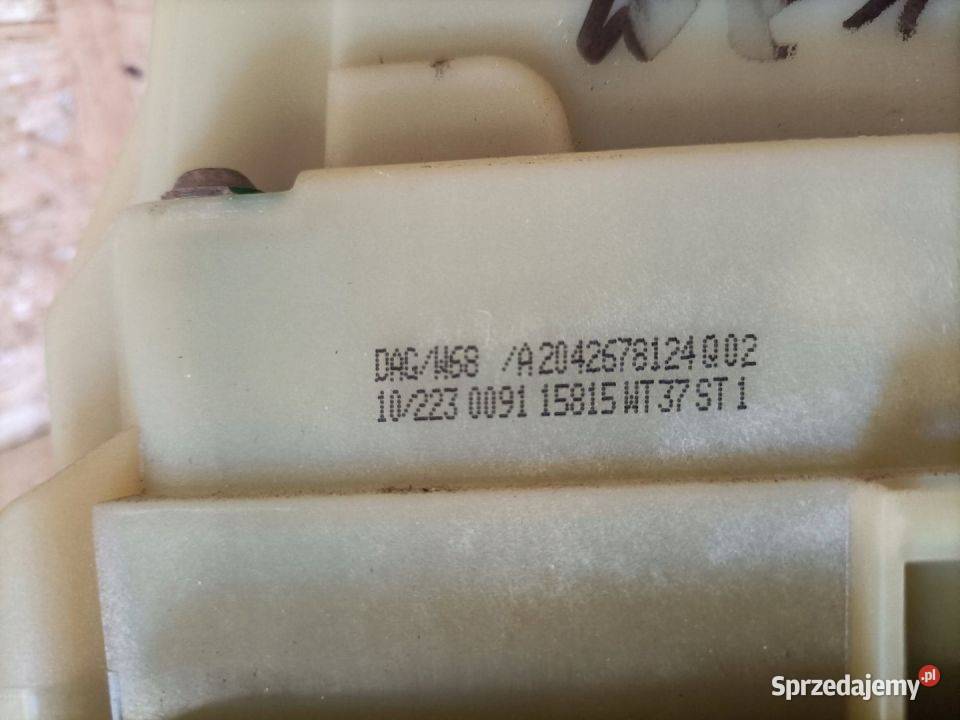 DAG/W68 /A2042678124Q02
10/223 0091 15815 WT37 ST1
Sprzedajemy.pl